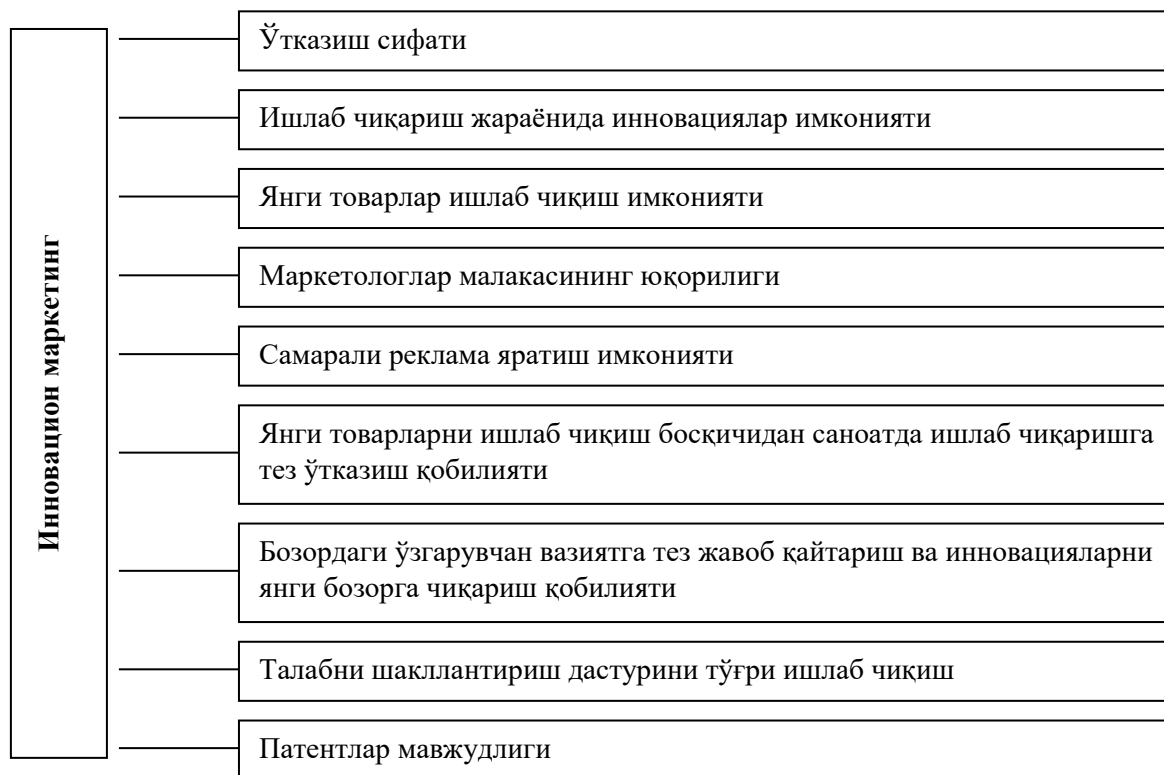 Инновацион маркетинг
Ўтказиш сифати
Ишлаб чиқариш жараёнида инновациялар имконияти
Янги товарлар ишлаб чиқиш имконияти
Маркетологлар малакасининг юқорилиги
Самарали реклама яратиш имконияти
Янги товарларни ишлаб чиқиш босқичидан саноатда ишлаб чиқаришга
тез ўтказиш қобилияти
Бозордаги ўзгарувчан вазиятга тез жавоб қайтариш ва инновацияларни
янги бозорга чиқариш қобилияти
Талабни шакллантириш дастурини тўғри ишлаб чиқиш
Патентлар мавжудлиги